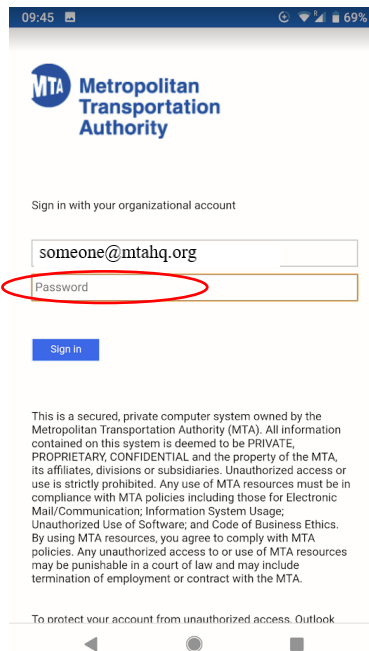 09:45 R 69%
MTA Metropolitan
Transportation
Authority
Sign in with your organizational account
someone@mtahq.org
Password
Sign in
This is a secured, private computer system owned by the
Metropolitan Transportation Authority (MTA). All information
contained on this system is deemed to be PRIVATE,
PROPRIETARY, CONFIDENTIAL and the property of the MTA,
its affiliates, divisions or subsidiaries. Unauthorized access or
use is strictly prohibited. Any use of MTA resources must be in
compliance with MTA policies including those for Electronic
Mail/Communication; Information System Usage;
Unauthorized Use of Software; and Code of Business Ethics.
By using MTA resources, you agree to comply with MTA
policies. Any unauthorized access to or use of MTA resources
may be punishable in a court of law and may include
termination of employment or contract with the MTA.
To protect your account from unauthorized access, Outlook